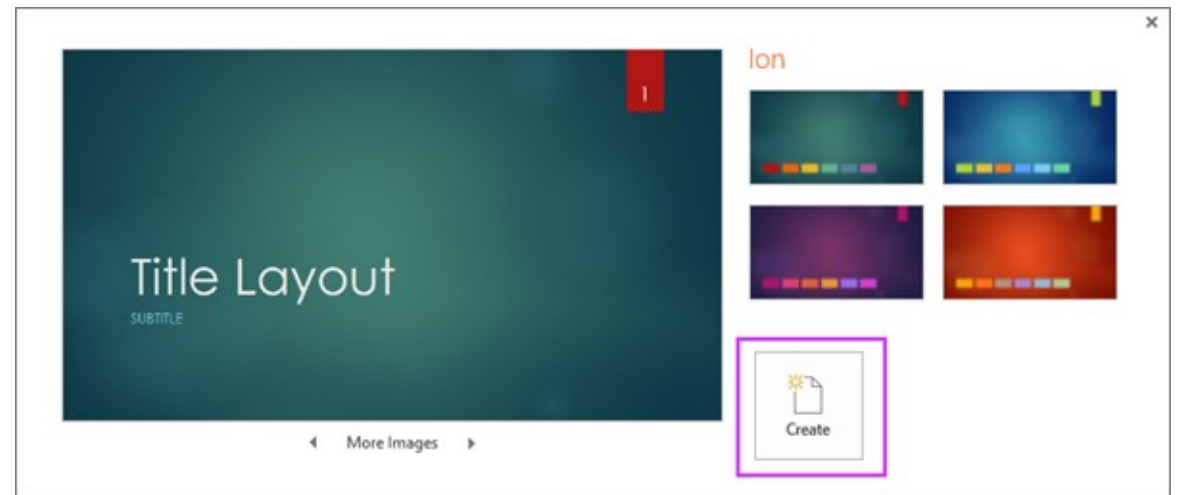 Ion
1
Title Layout
SUBTITLE
More Images
Create